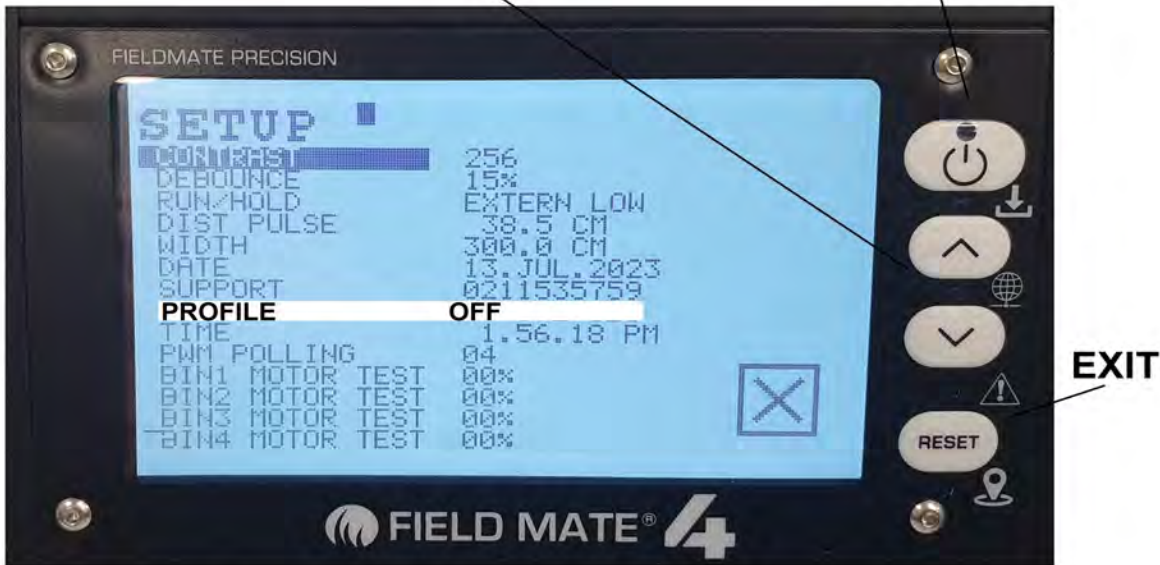 FIELDMATE PRECISION
SETUP
CONTRAST 256
DEBOUNCE 15%
RUN/HOLD EXTERN LOW
DIST PULSE 38.5 CM
WIDTH 300.0 CM
DATE 13.JUL.2023
SUPPORT 0211535759
PROFILE OFF
TIME 1.56.18 PM
PWM POLLING 04
BIN1 MOTOR TEST 00%
BIN2 MOTOR TEST 00%
BIN3 MOTOR TEST 00%
BIN4 MOTOR TEST 00%
EXIT
RESET
FIELD MATE® 4